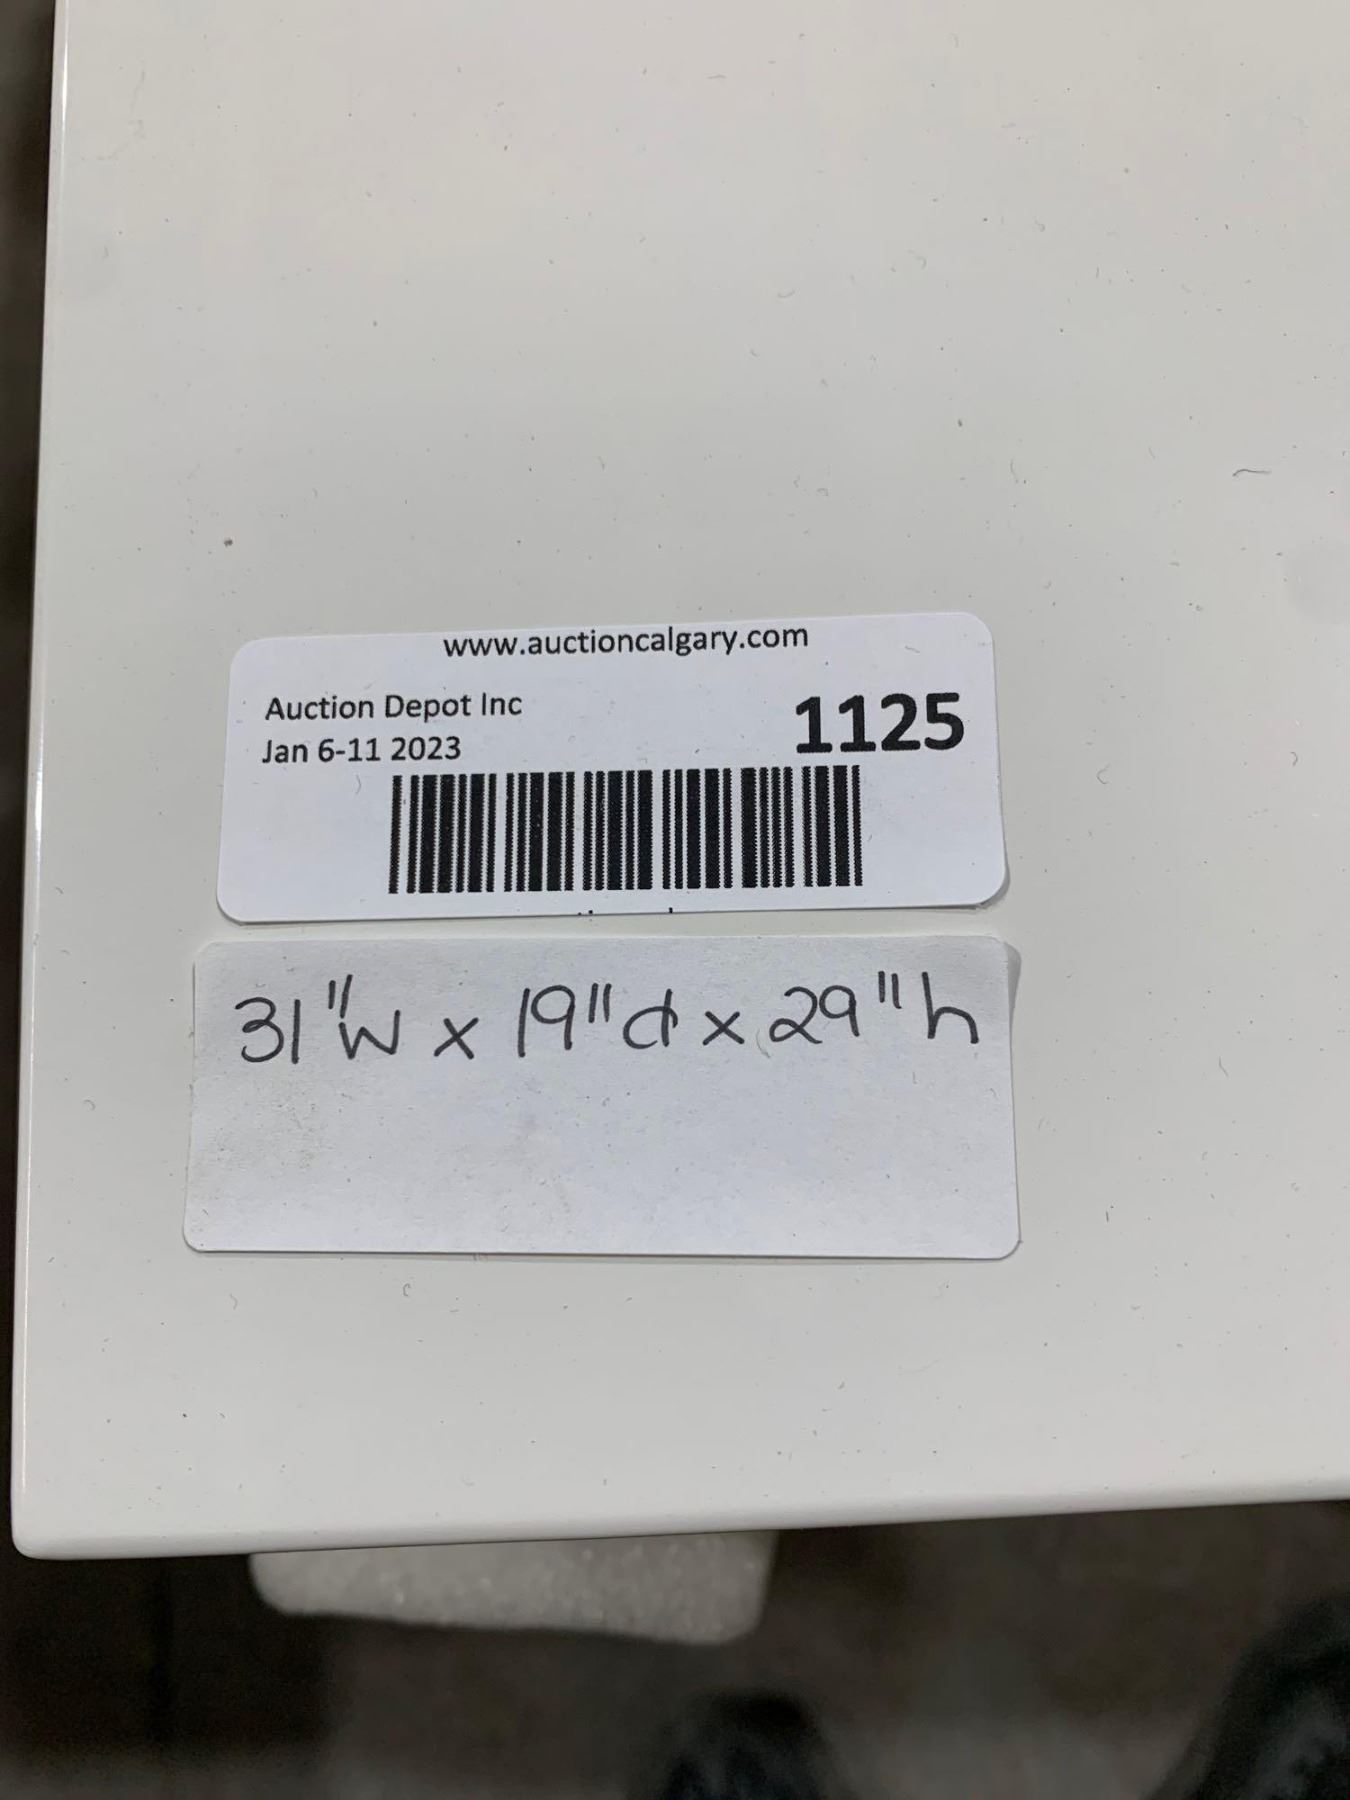 www.auctioncalgary.com
Auction Depot Inc
1125
Jan 6-11 2023
31"W x 19"d x 29"h